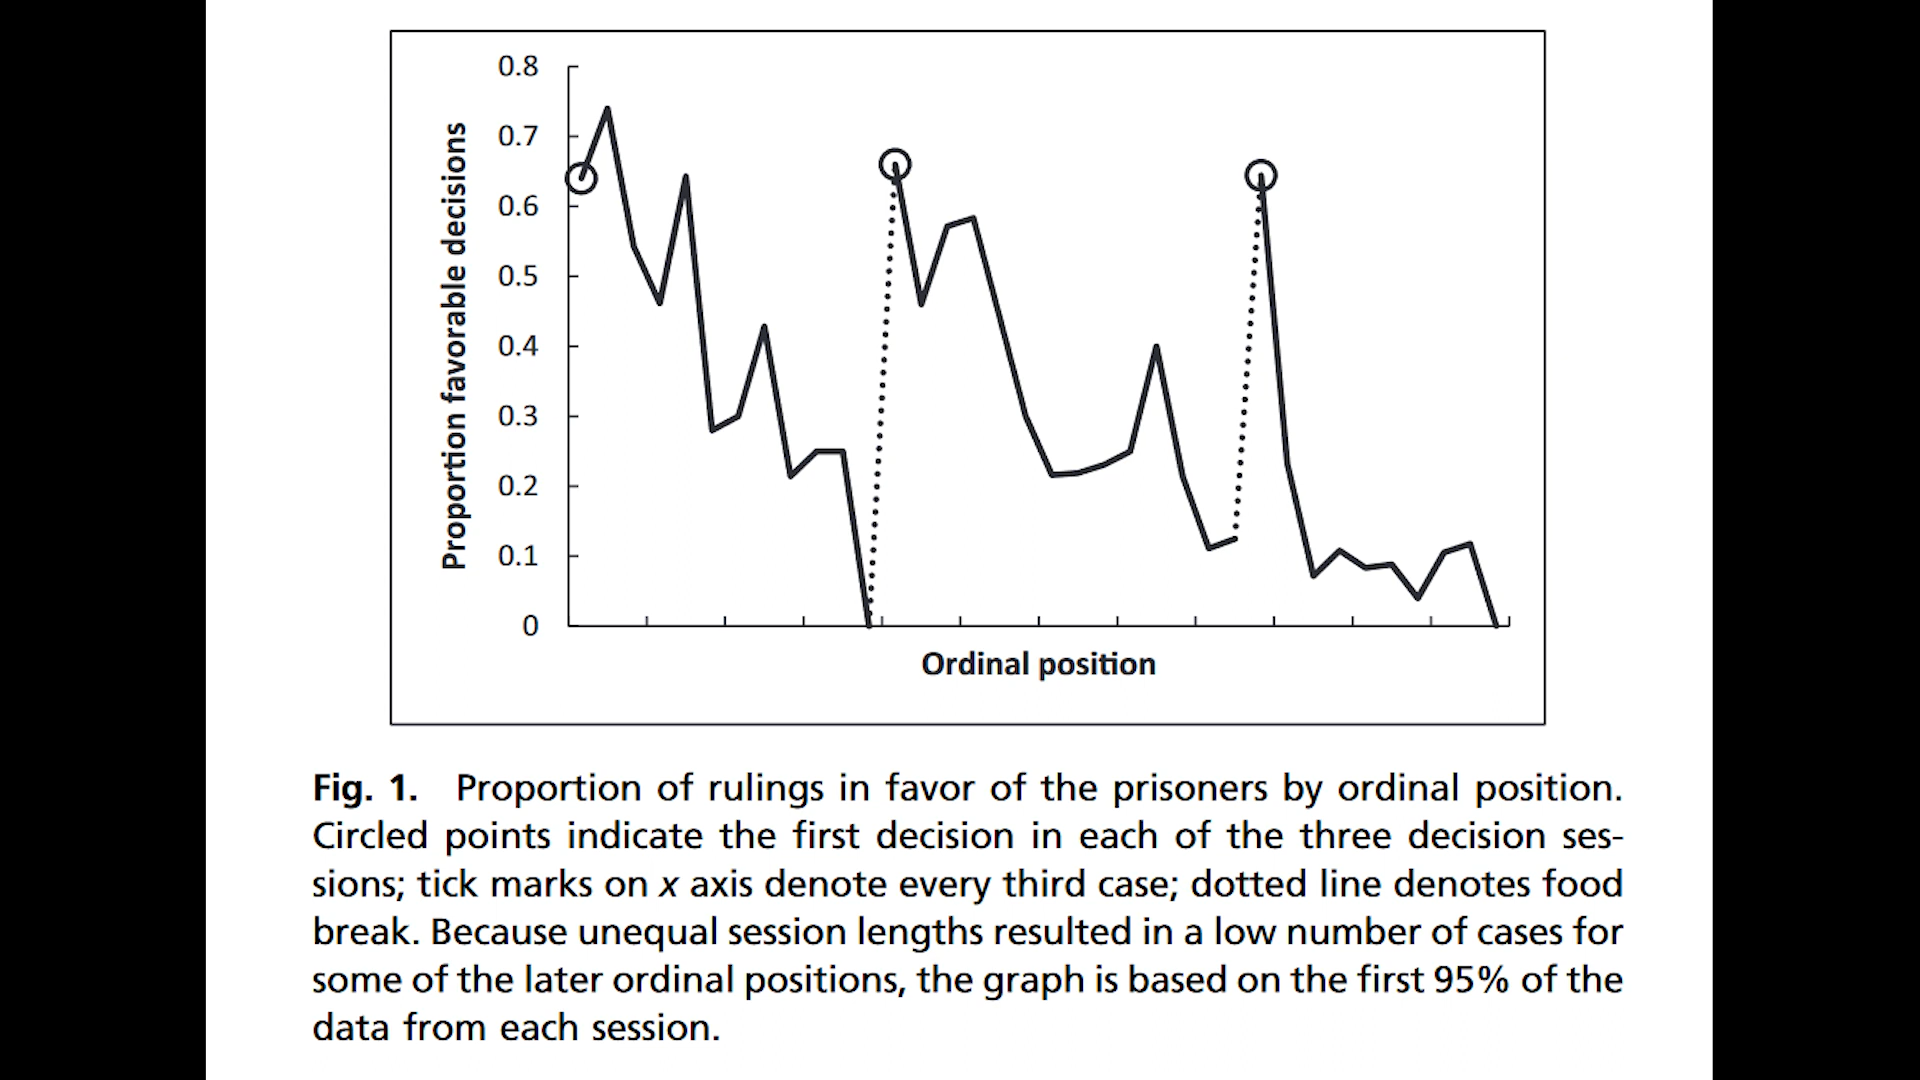 0.8
0.7
0.6
0.5
0.4
0.3
0.2
0.1
0
Proportion favorable decisions
Ordinal position
Fig. 1. Proportion of rulings in favor of the prisoners by ordinal position.
Circled points indicate the first decision in each of the three decision ses-
sions; tick marks on x axis denote every third case; dotted line denotes food
break. Because unequal session lengths resulted in a low number of cases for
some of the later ordinal positions, the graph is based on the first 95% of the
data from each session.